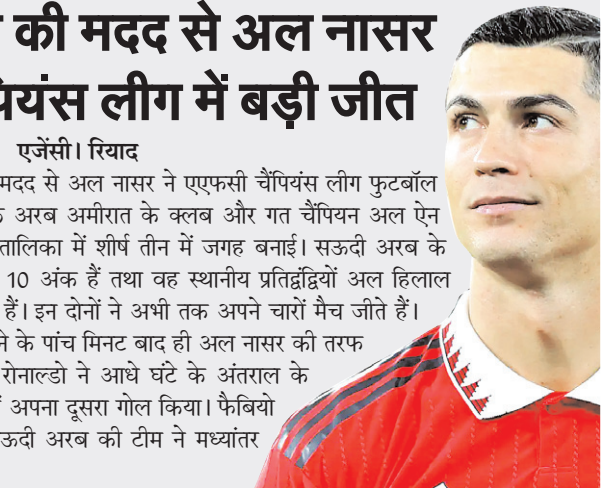 की मदद से अल नासर
लीग में बड़ी जीत
एजेंसी। रियाद
मदद से अल नासर ने एएफसी चैंपियंस लीग फुटबॉल
अरब अमीरात के क्लब और गत चैंपियन अल ऐन
तालिका में शीर्ष तीन में जगह बनाई। सऊदी अरब के
10 अंक हैं तथा वह स्थानीय प्रतिद्वंद्वियों अल हिलाल
हैं। इन दोनों ने अभी तक अपने चारों मैच जीते हैं।
के पांच मिनट बाद ही अल नासर की तरफ
रोनाल्डो ने आधे घंटे के अंतराल के
अपना दूसरा गोल किया। फैबियो
अरब की टीम ने मध्यांतर